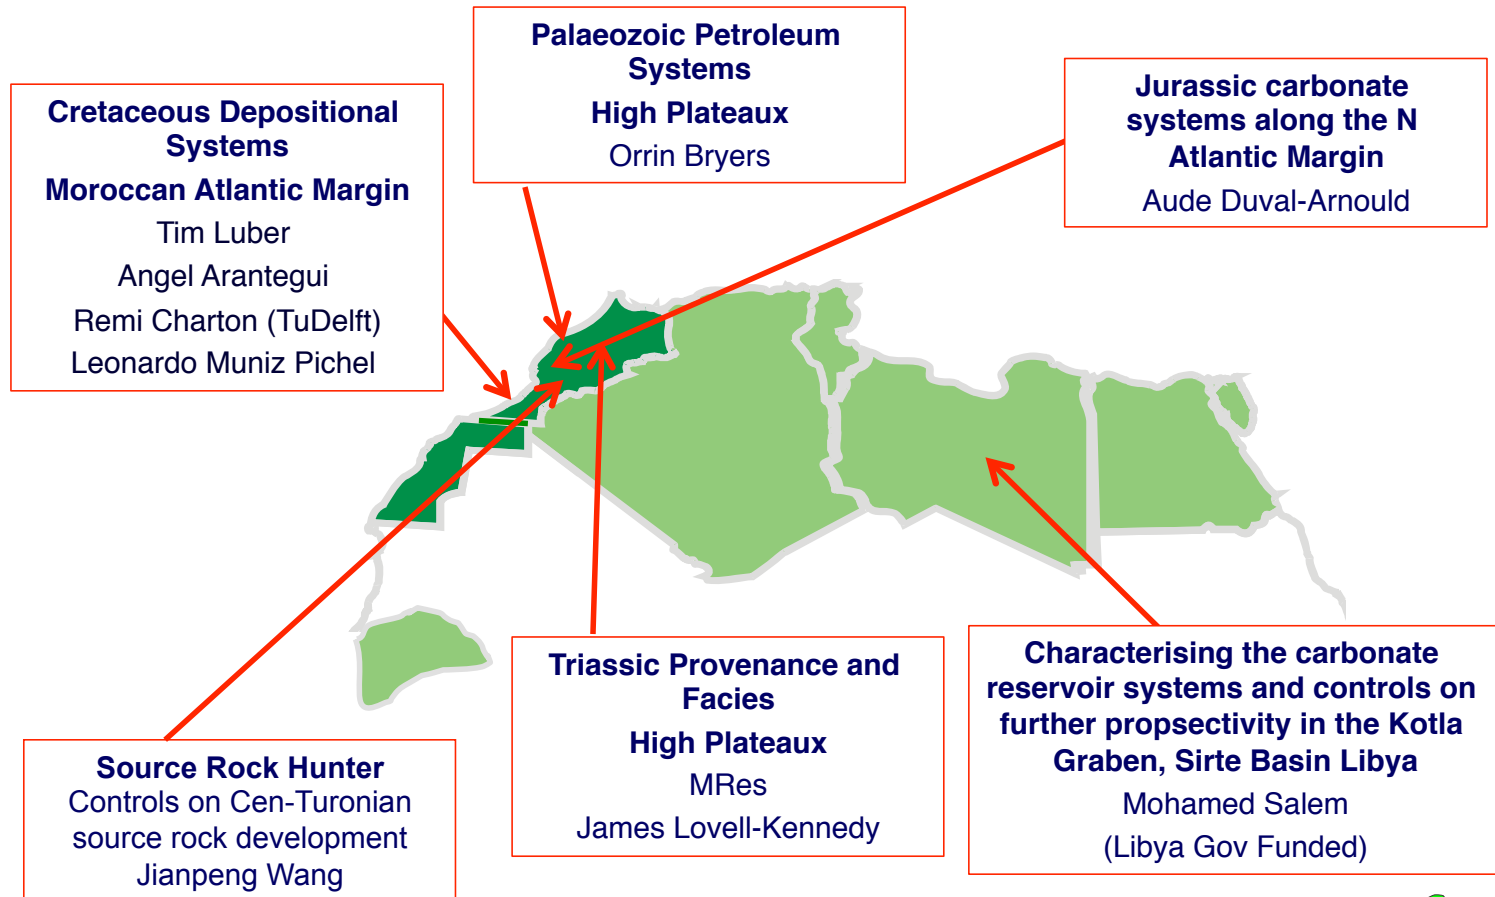 Palaeozoic Petroleum
Systems
High Plateaux
Orrin Bryers
Cretaceous Depositional
Systems
Moroccan Atlantic Margin
Tim Luber
Angel Arantegui
Remi Charton (TuDelft)
Leonardo Muniz Pichel
Jurassic carbonate
systems along the N
Atlantic Margin
Aude Duval-Arnould
Source Rock Hunter
Controls on Cen-Turonian
source rock development
Jianpeng Wang
Triassic Provenance and
Facies
High Plateaux
MRes
James Lovell-Kennedy
Characterising the carbonate
reservoir systems and controls on
further propsectivity in the Kotla
Graben, Sirte Basin Libya
Mohamed Salem
(Libya Gov Funded)